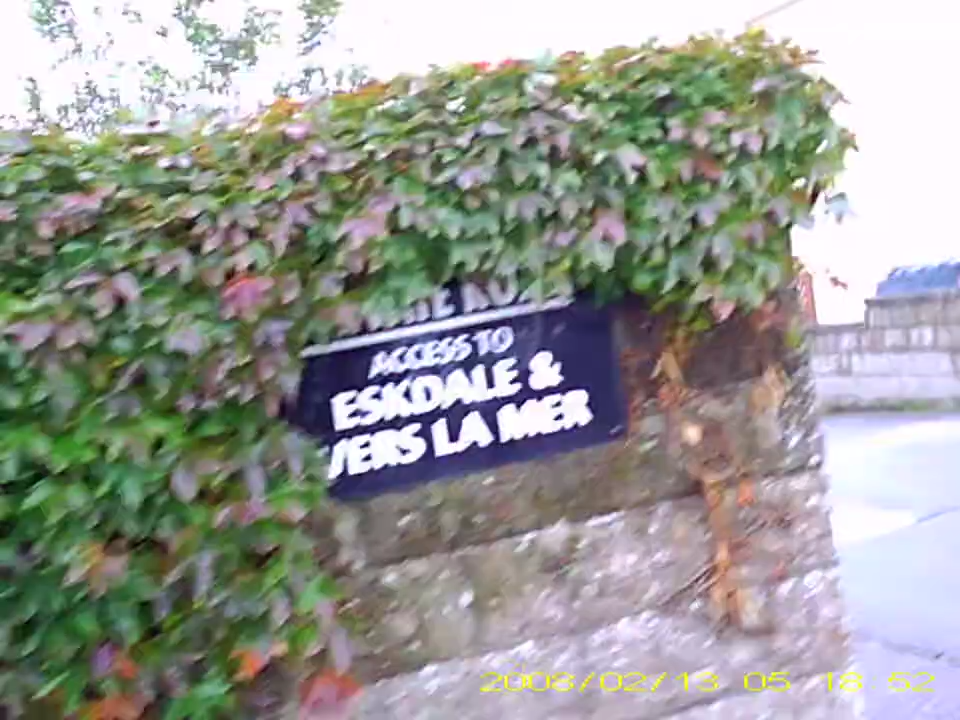 ACCESS TO
ESKDALE &
VERS LA MER
2008/02/13 05 18 52